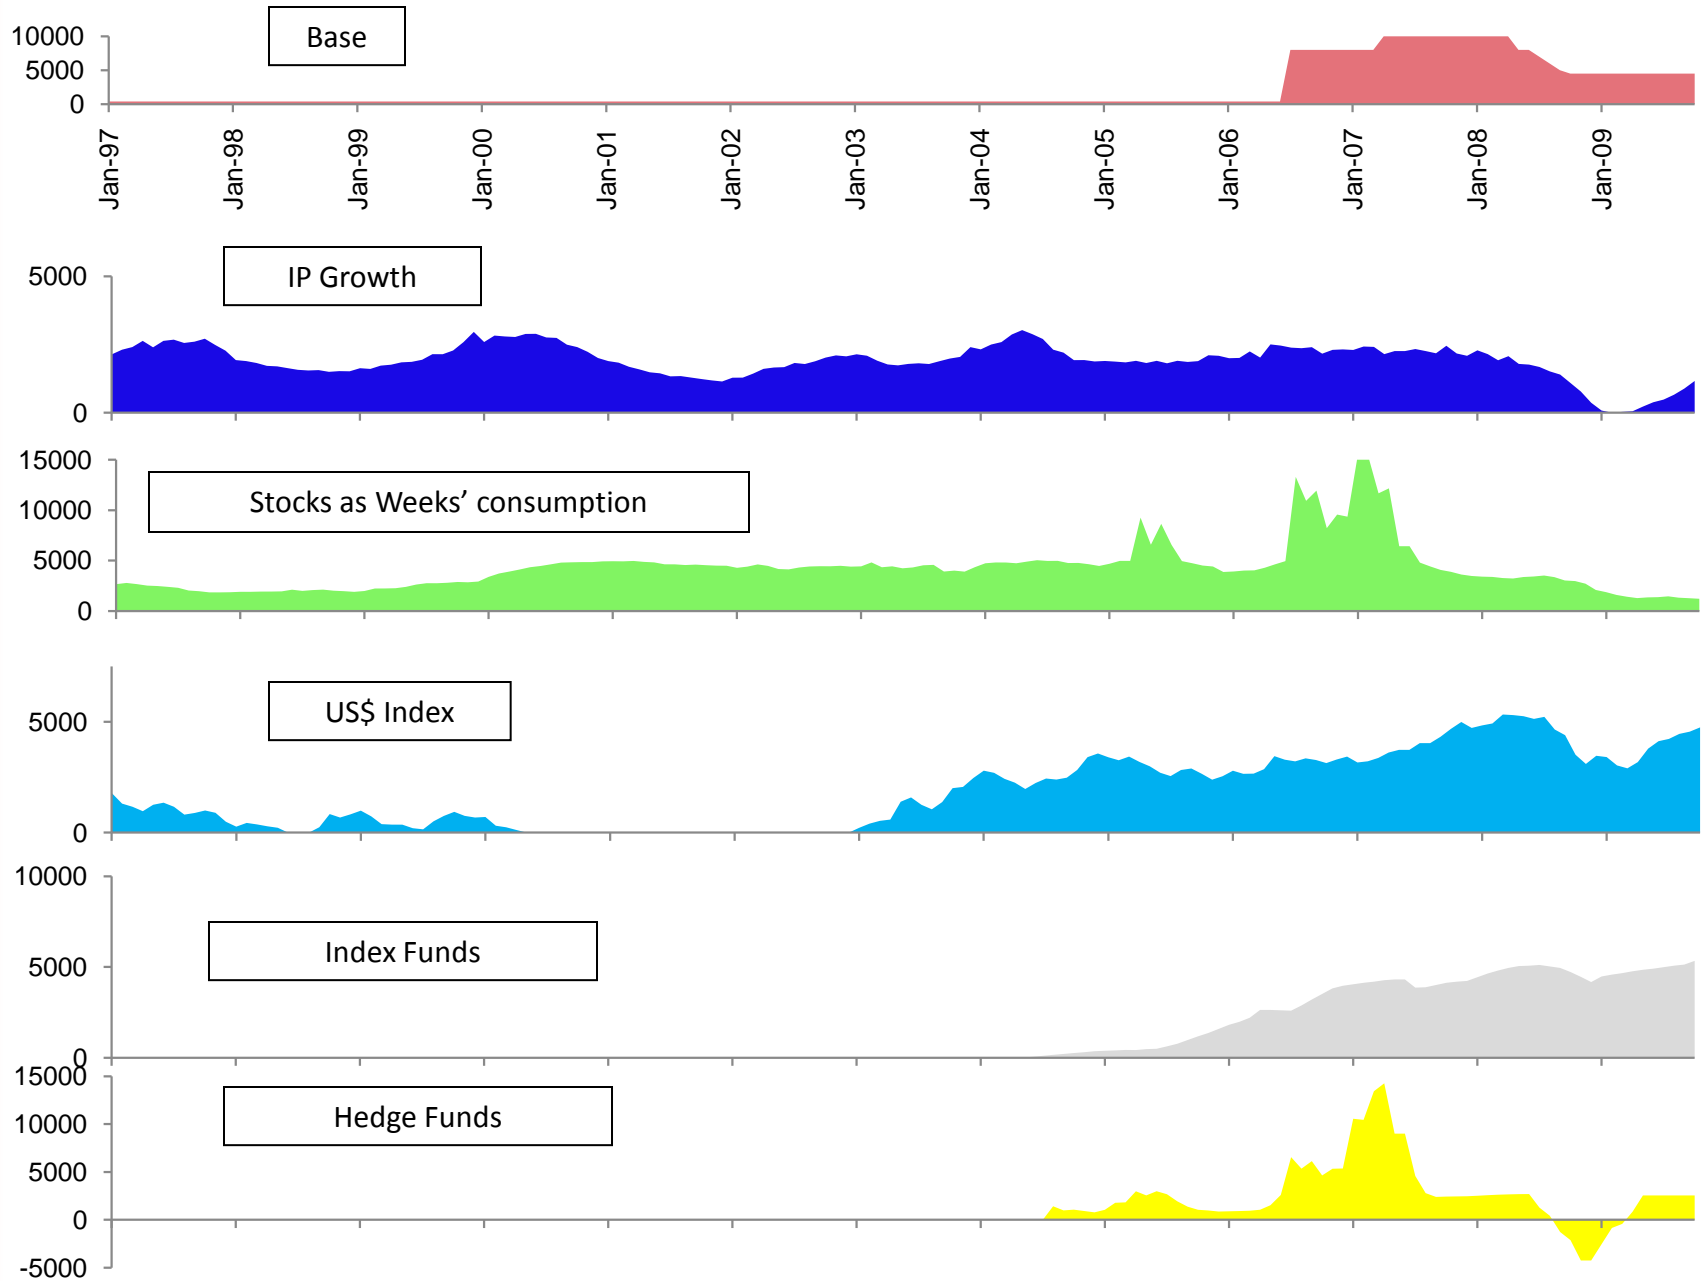 Base
10000
5000
0
Jan-97
Jan-98
Jan-99
Jan-00
Jan-01
Jan-02
Jan-03
Jan-04
Jan-05
Jan-06
Jan-07
Jan-08
Jan-09
IP Growth
5000
0
15000
Stocks as Weeks’ consumption
10000
5000
0
US$ Index
5000
0
10000
Index Funds
5000
0
15000
Hedge Funds
10000
5000
0
-5000